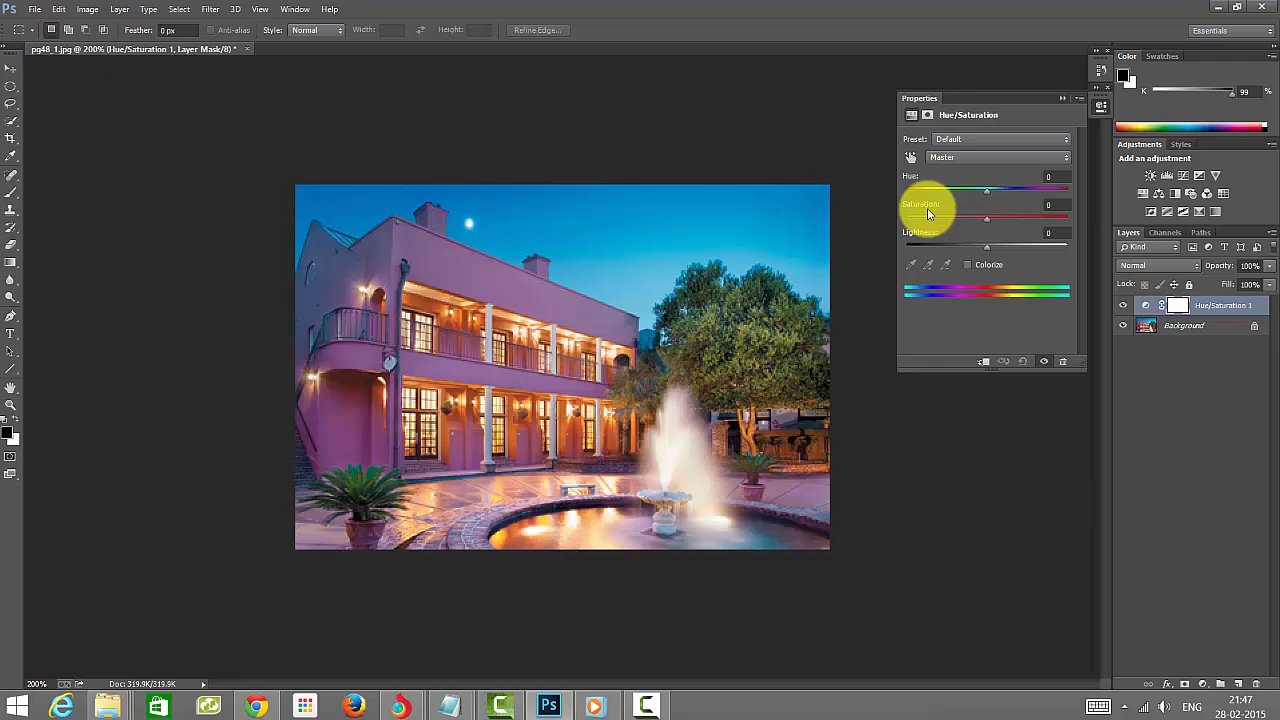 Ps File Edit Image Layer Type Select Filter 3D View Window Help
Feather: 0 px Anti-alias Style: Normal Width: Height: Refine Edge... Essentials
pg48_1.jpg @ 200% (Hue/Saturation 1, Layer Mask/8) *
Properties
Hue/Saturation
Preset: Default
Master
Hue: 0
Saturation: 0
Lightness: 0
Colorize
Color Swatches
K 99 %
Adjustments Styles
Add an adjustment
Layers Channels Paths
Kind
Normal Opacity: 100%
Lock: Fill: 100%
Hue/Saturation 1
Background
fx
200% Doc: 319.9K/319.9K
Ps ENG 21:47
28-02-2015